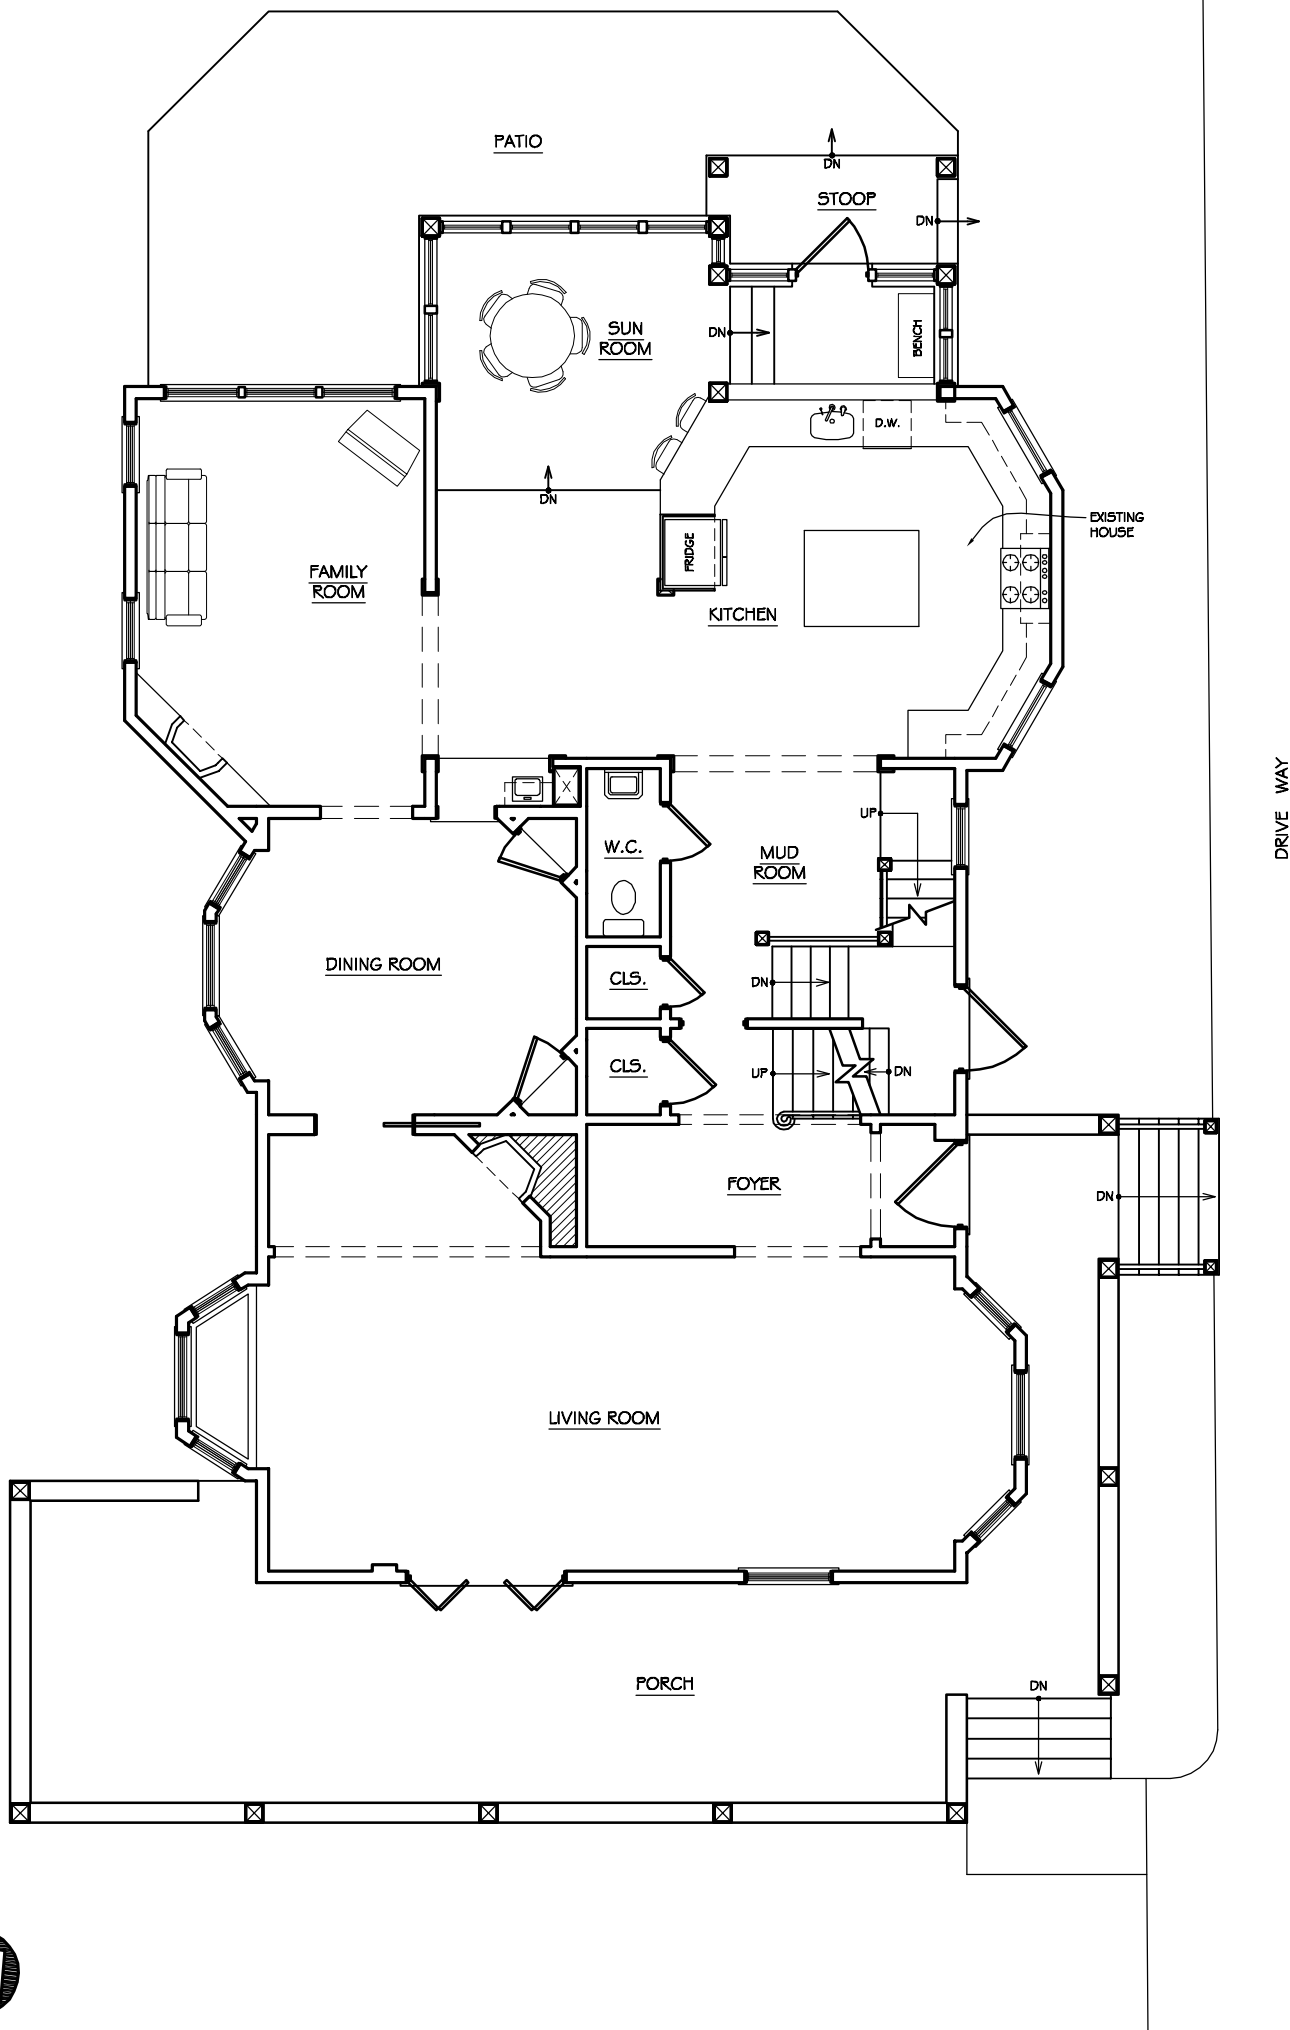 PATIO
DN
STOOP
DN
SUN
ROOM
DN
BENCH
D.W.
DN
EXISTING
HOUSE
FRIDGE
FAMILY
ROOM
KITCHEN
DRIVE WAY
UP
W.C.
MUD
ROOM
DINING ROOM
CLS.
DN
CLS.
UP
DN
FOYER
DN
LIVING ROOM
PORCH
DN